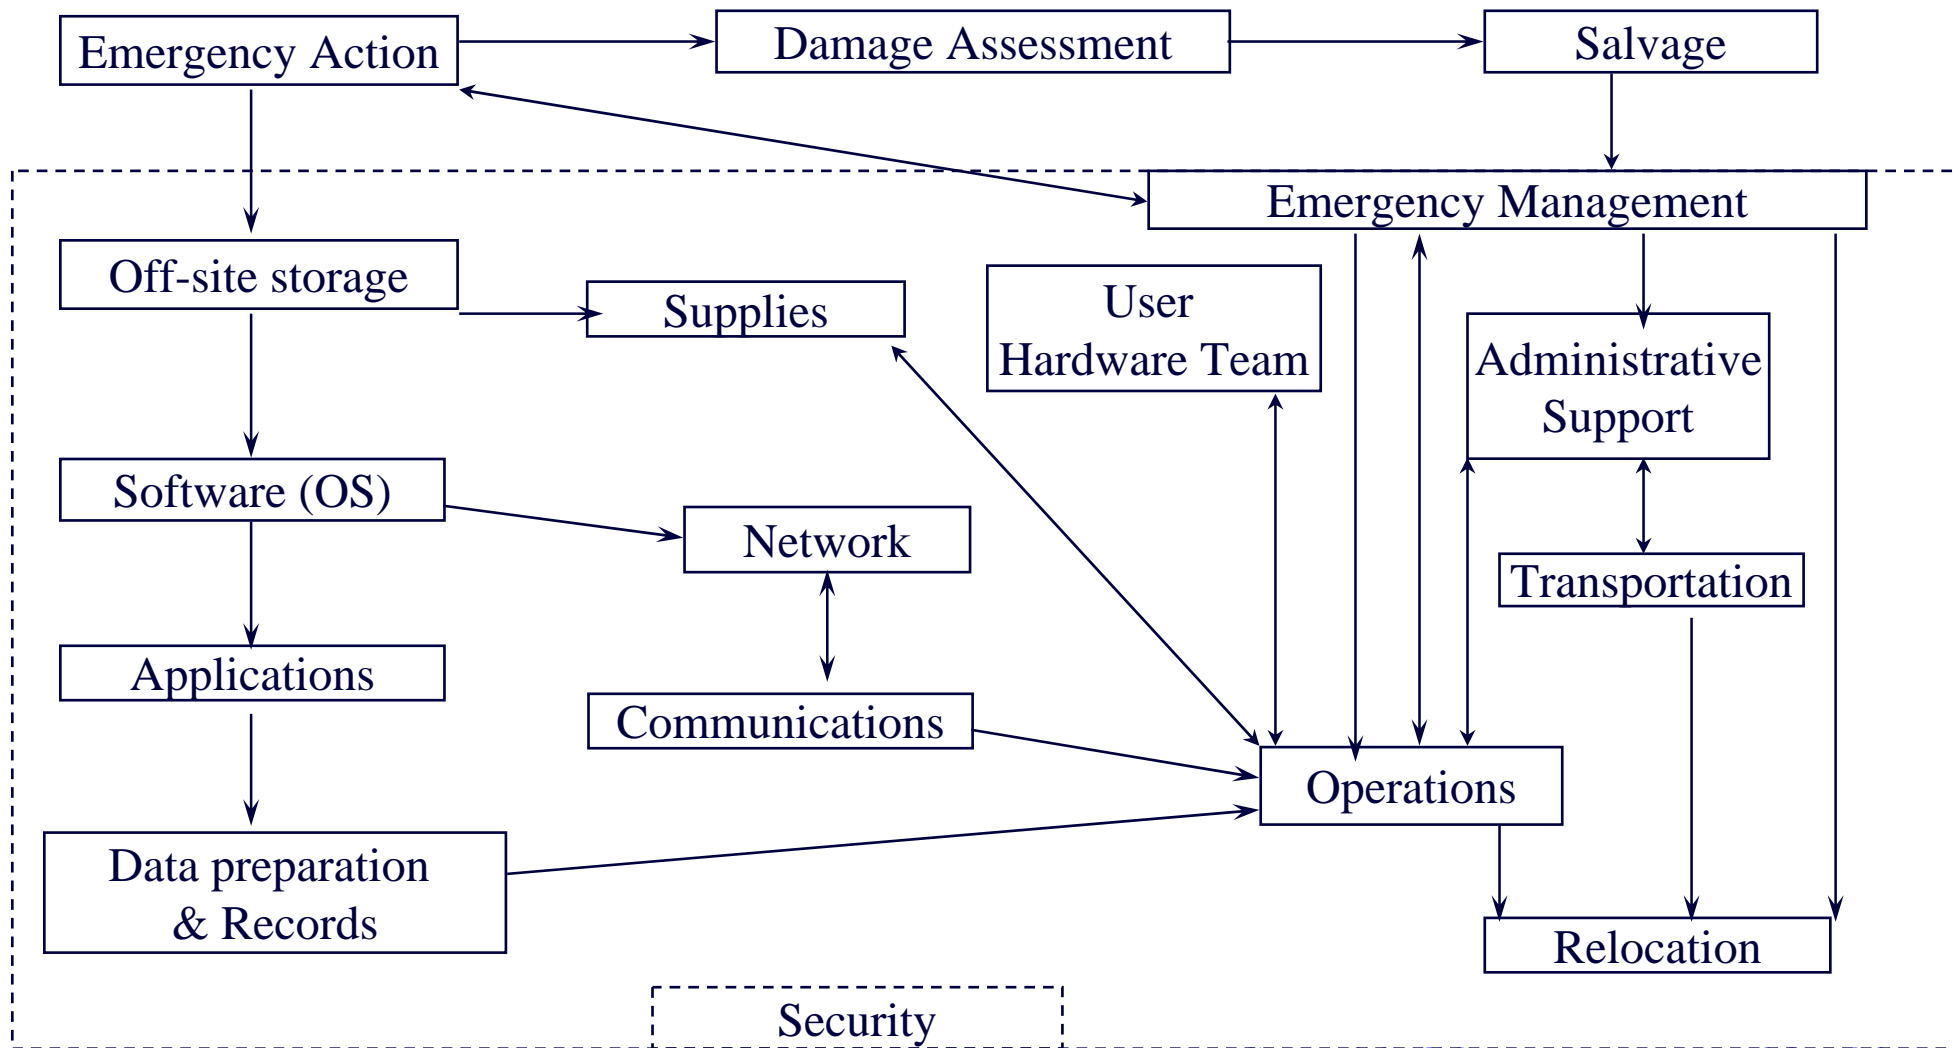 Emergency Action
Damage Assessment
Salvage
Emergency Management
Off-site storage
Supplies
User
Hardware Team
Administrative
Support
Software (OS)
Network
Transportation
Applications
Communications
Operations
Data preparation
& Records
Relocation
Security